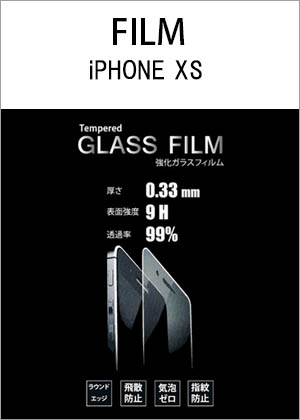 FILM
iPHONE XS
Tempered
GLASS FILM
強化ガラスフィルム
厚さ 0.33 mm
表面強度 9 H
透過率 99%
ラウンドエッジ 飛散防止 気泡ゼロ 指紋防止